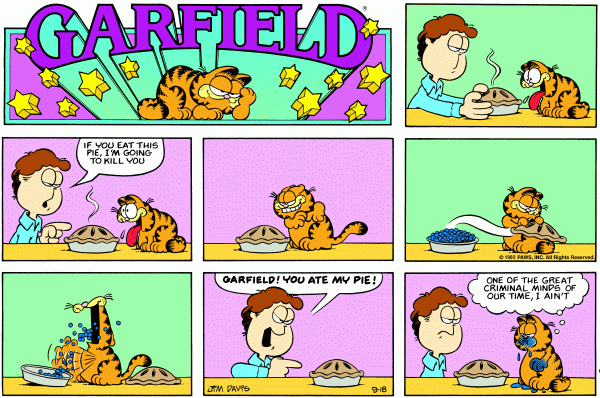 GARFIELD
®
IF YOU EAT THIS
PIE, I'M GOING
TO KILL YOU
© 1983 PAWS, INC. All Rights Reserved.
GARFIELD! YOU ATE MY PIE!
JIM DAVIS
9-18
ONE OF THE GREAT
CRIMINAL MINDS OF
OUR TIME, I AIN'T